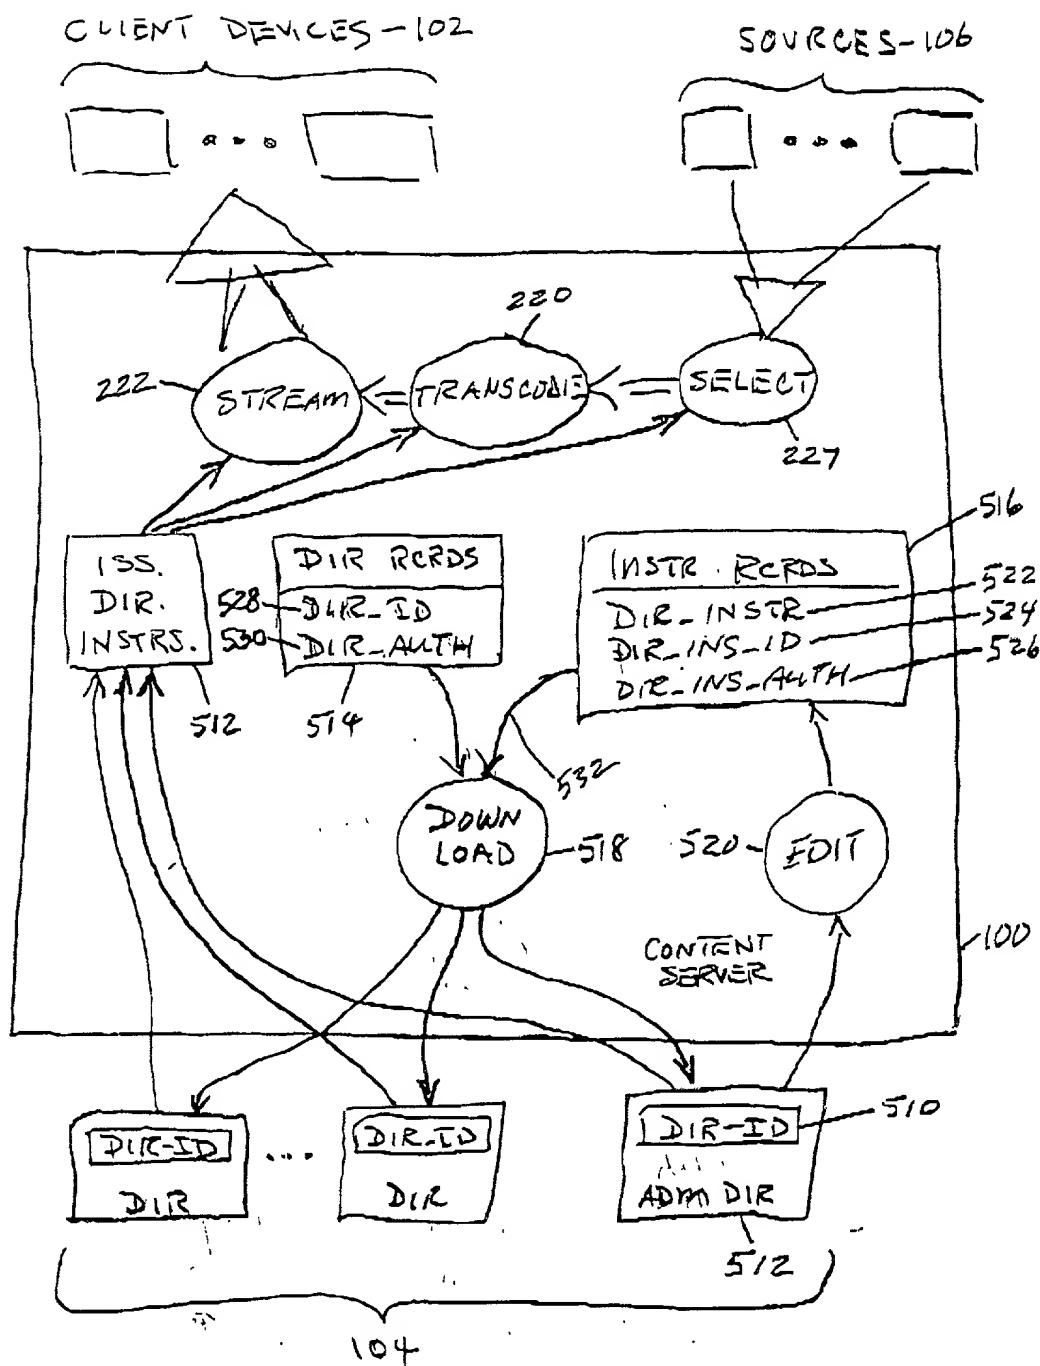 CLIENT DEVICES-102
SOURCES-106
220
222
STREAM
TRANSCODE
SELECT
227
516
ISS.
DIR.
INSTRS.
512
DIR RCRDS
528
DIR_ID
530
DIR_AUTH
514
INSTR. RCRDS
DIR_INSTR
522
DIR_INS_ID
524
DIR_INS_AUTH
526
532
DOWN
LOAD
518
520
EDIT
CONTENT
SERVER
100
DIR-ID
DIR
DIR_ID
DIR
DIR-ID
510
ADM DIR
512
104